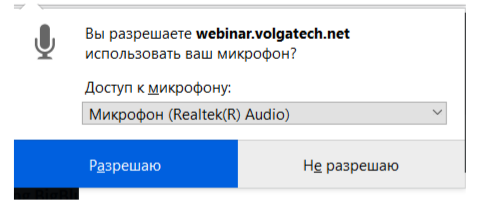 Вы разрешаете webinar.volgatech.net
использовать ваш микрофон?
Доступ к микрофону:
Микрофон (Realtek(R) Audio)
Разрешаю Не разрешаю